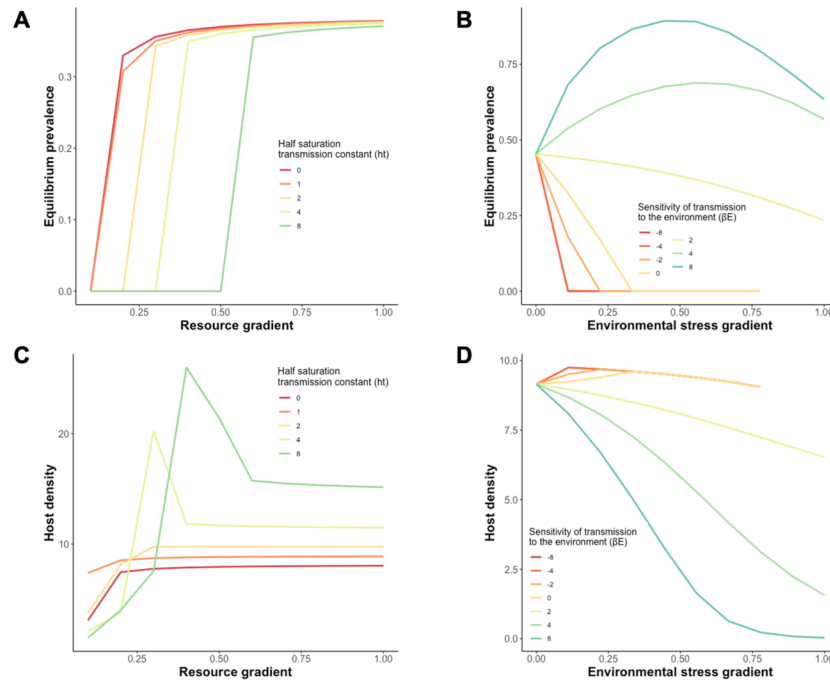 A
Equilibrium prevalence
0.3
0.2
0.1
0.0
Half saturation
transmission constant (ht)
0
1
2
4
8
0.25 0.50 0.75 1.00
Resource gradient
B
Equilibrium prevalence
0.75
0.50
0.25
0.00
Sensitivity of transmission
to the environment (βE)
-8 2
-4 4
-2 8
0
0.00 0.25 0.50 0.75 1.00
Environmental stress gradient
C
Host density
20
10
Half saturation
transmission constant (ht)
0
1
2
4
8
0.25 0.50 0.75 1.00
Resource gradient
D
Host density
10.0
7.5
5.0
2.5
0.0
Sensitivity of transmission
to the environment (βE)
-8
-4
-2
0
2
4
8
0.00 0.25 0.50 0.75 1.00
Environmental stress gradient